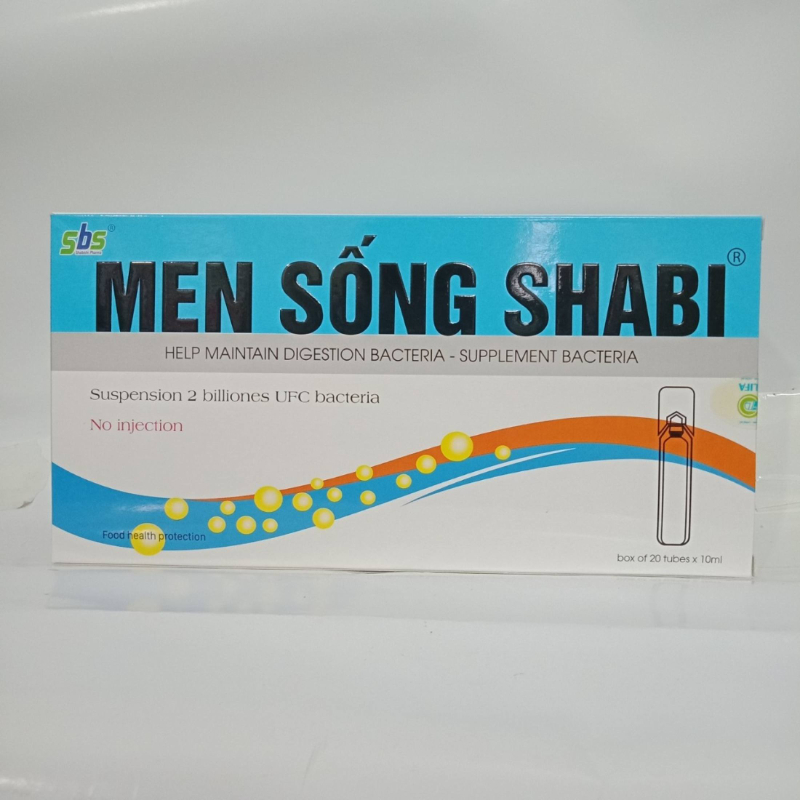 sbs®
MEN SỐNG SHABI®
HELP MAINTAIN DIGESTION BACTERIA - SUPPLEMENT BACTERIA
Suspension 2 billiones UFC bacteria
No injection
Food health protection
box of 20 tubes x 10ml